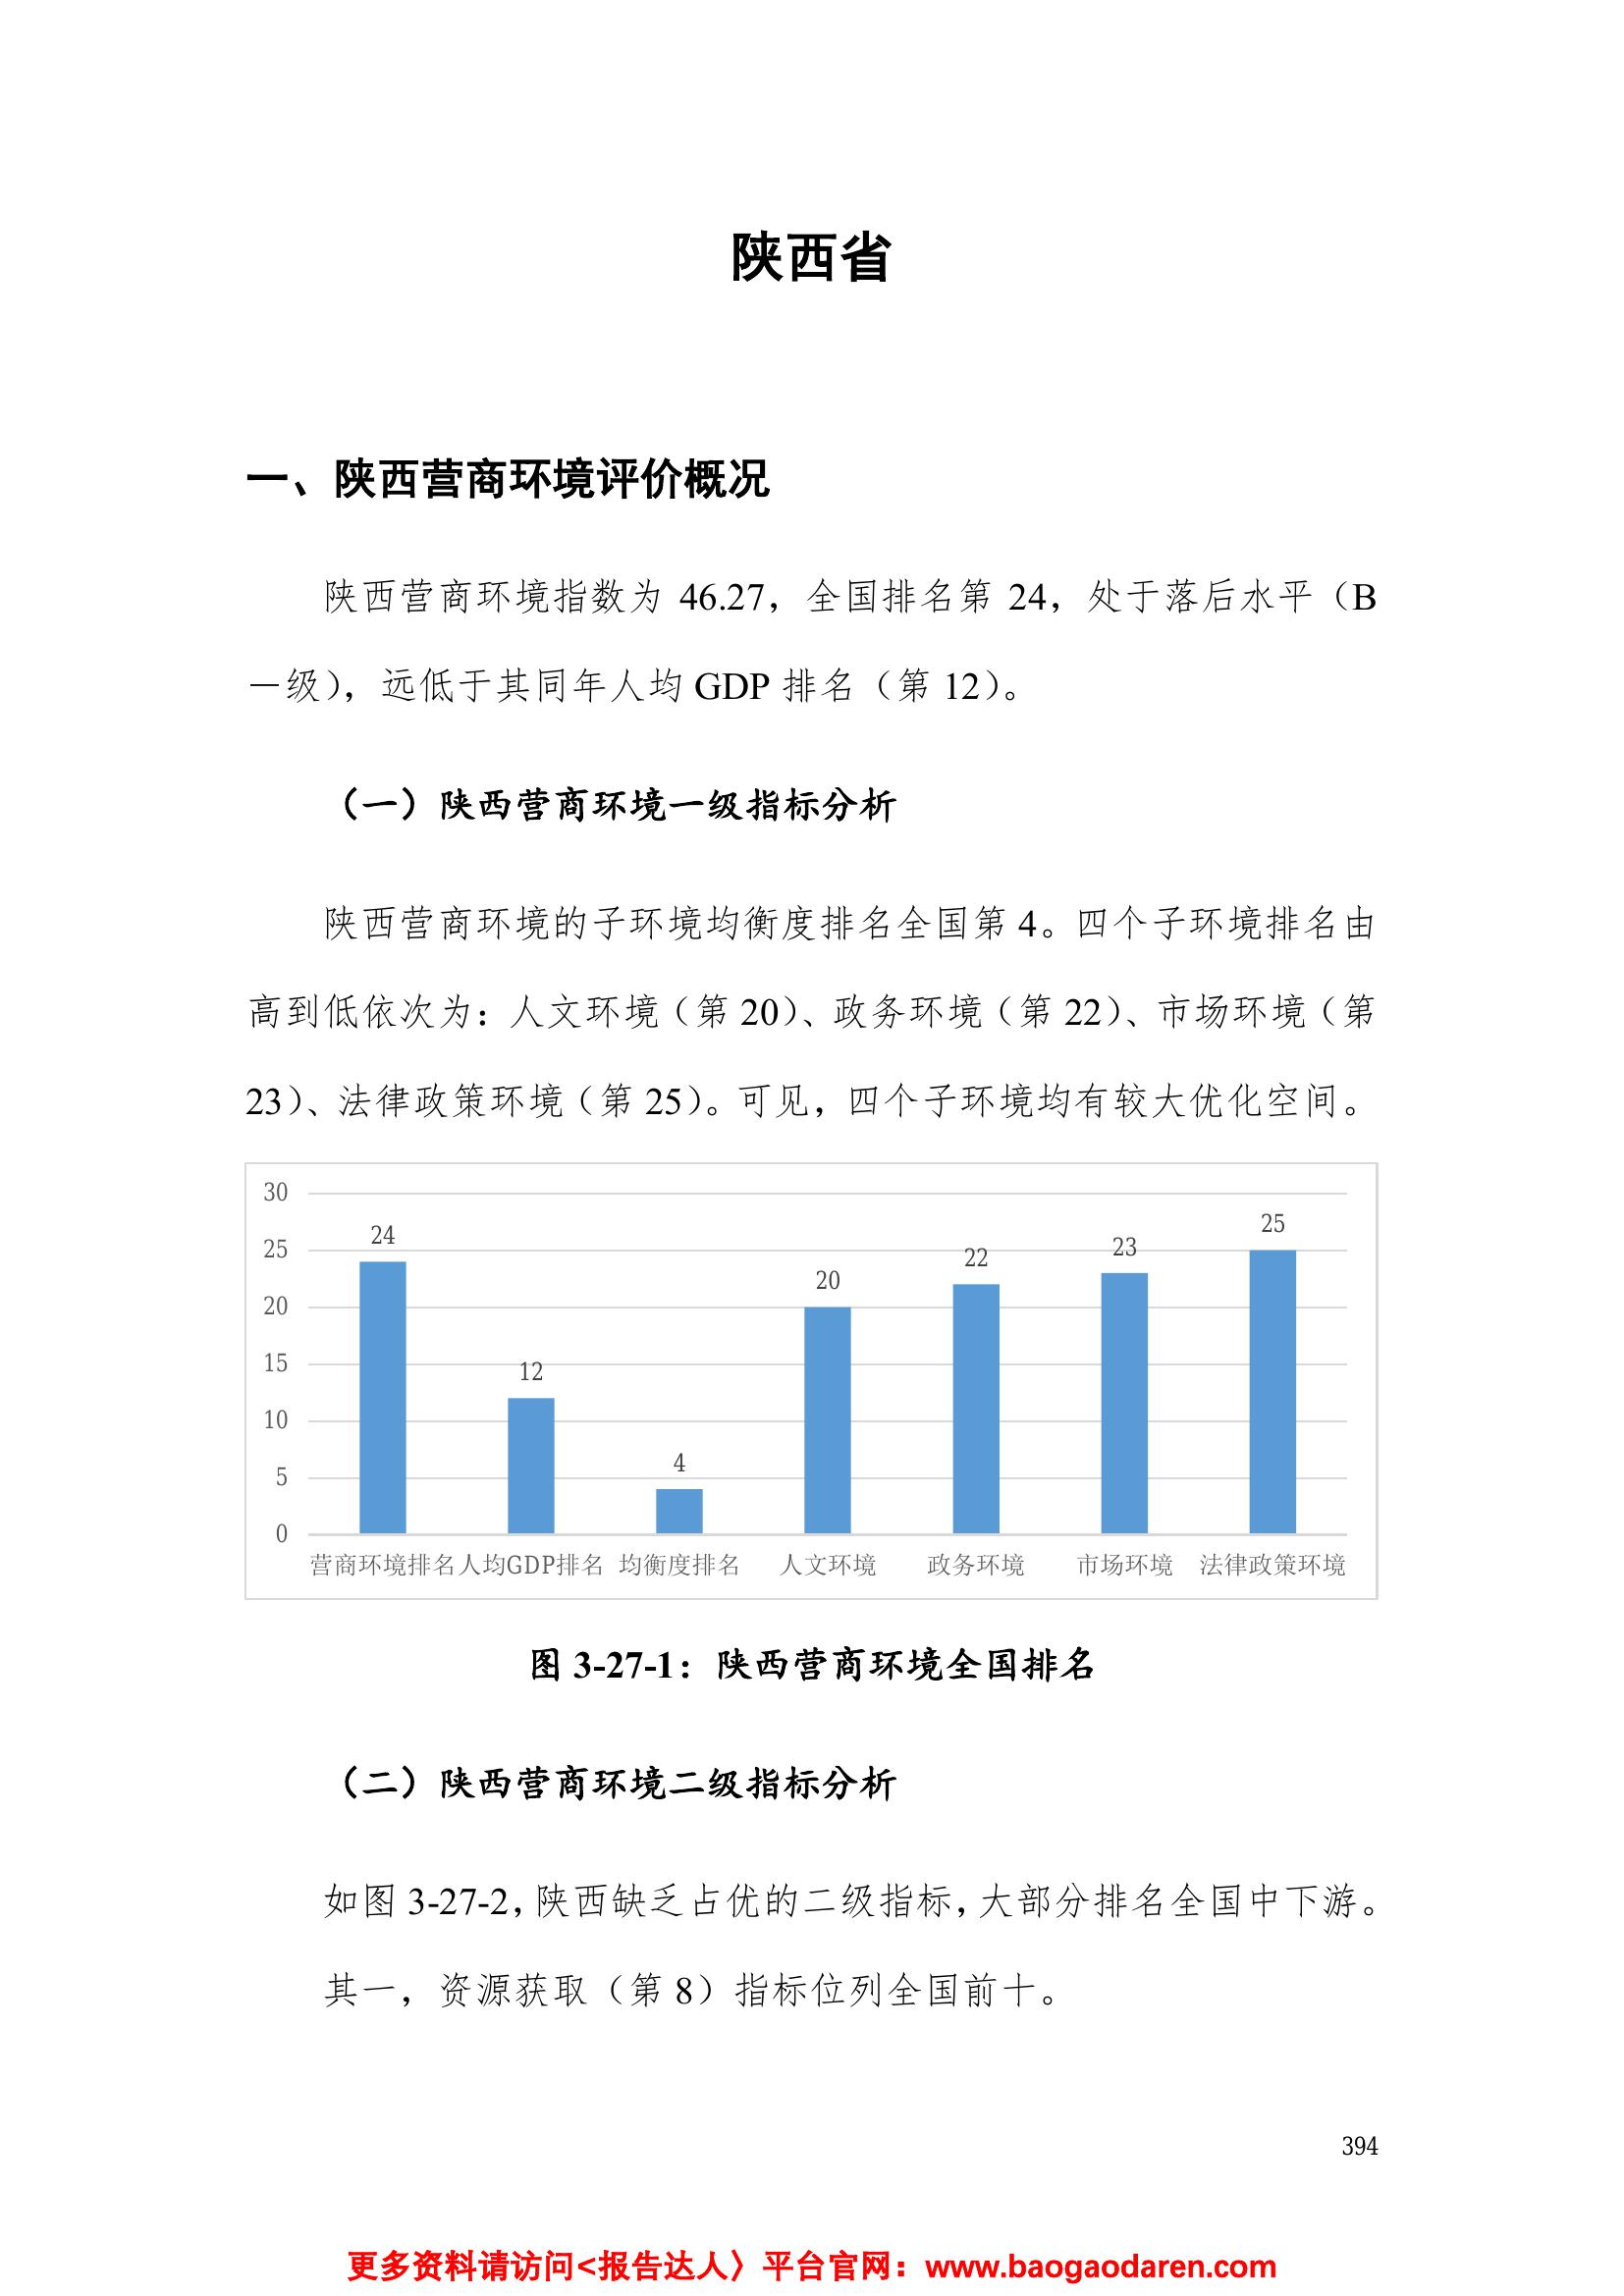 陕西省
一、陕西营商环境评价概况
陕西营商环境指数为 46.27，全国排名第 24，处于落后水平（B
－级），远低于其同年人均 GDP 排名（第 12）。
（一）陕西营商环境一级指标分析
陕西营商环境的子环境均衡度排名全国第 4。四个子环境排名由
高到低依次为：人文环境（第 20）、政务环境（第 22）、市场环境（第
23）、法律政策环境（第 25）。可见，四个子环境均有较大优化空间。
30
25
20
15
10
5
0
24
12
4
20
22
23
25
营商环境排名 人均GDP排名 均衡度排名 人文环境 政务环境 市场环境 法律政策环境
图 3-27-1：陕西营商环境全国排名
（二）陕西营商环境二级指标分析
如图 3-27-2，陕西缺乏占优的二级指标，大部分排名全国中下游。
其一，资源获取（第 8）指标位列全国前十。
394
更多资料请访问<报告达人〉平台官网：www.baogaodaren.com